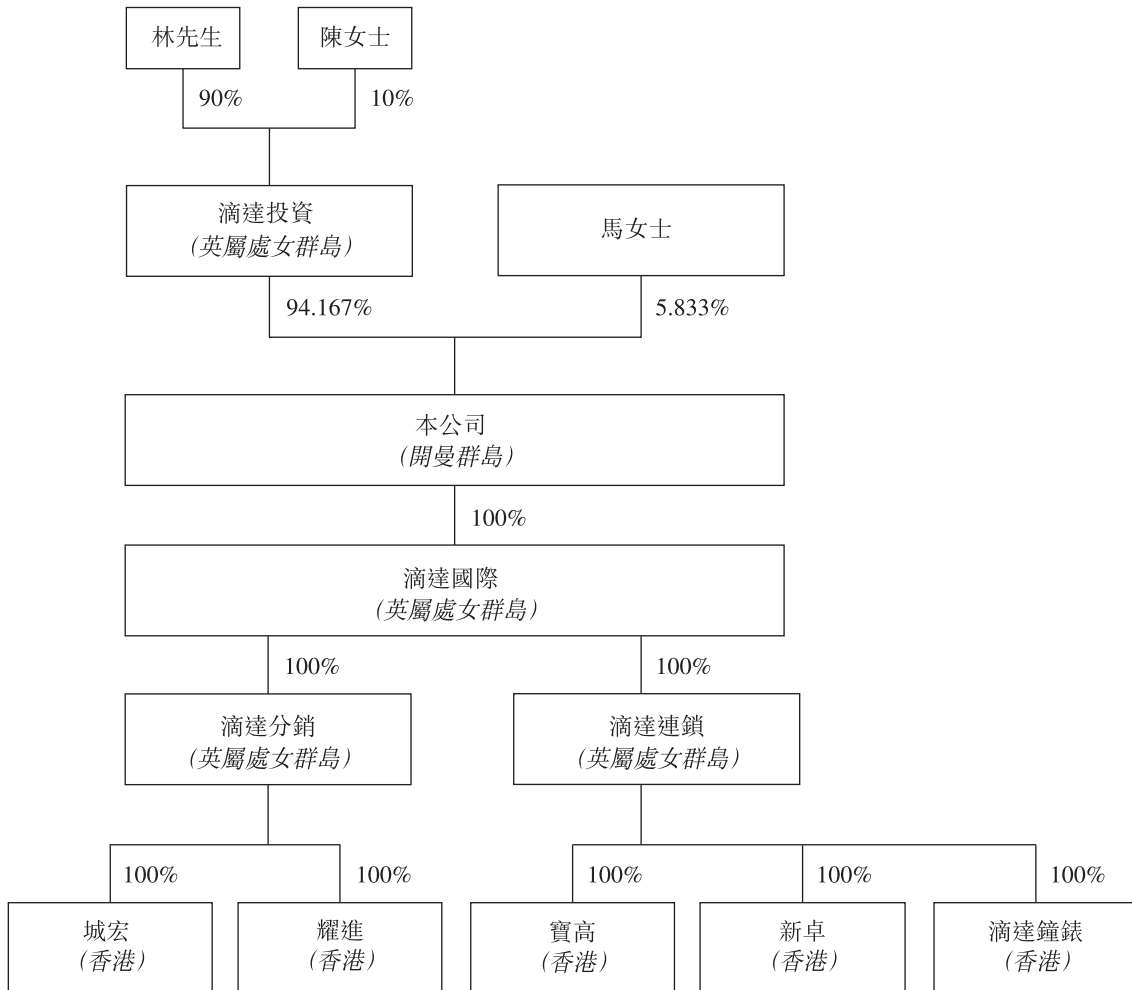 林先生
陳女士
90%
10%
滴達投資
(英屬處女群島)
馬女士
94.167%
5.833%
本公司
(開曼群島)
100%
滴達國際
(英屬處女群島)
100%
100%
滴達分銷
(英屬處女群島)
滴達連鎖
(英屬處女群島)
100%
100%
100%
100%
100%
城宏
(香港)
耀進
(香港)
寶高
(香港)
新卓
(香港)
滴達鐘錶
(香港)